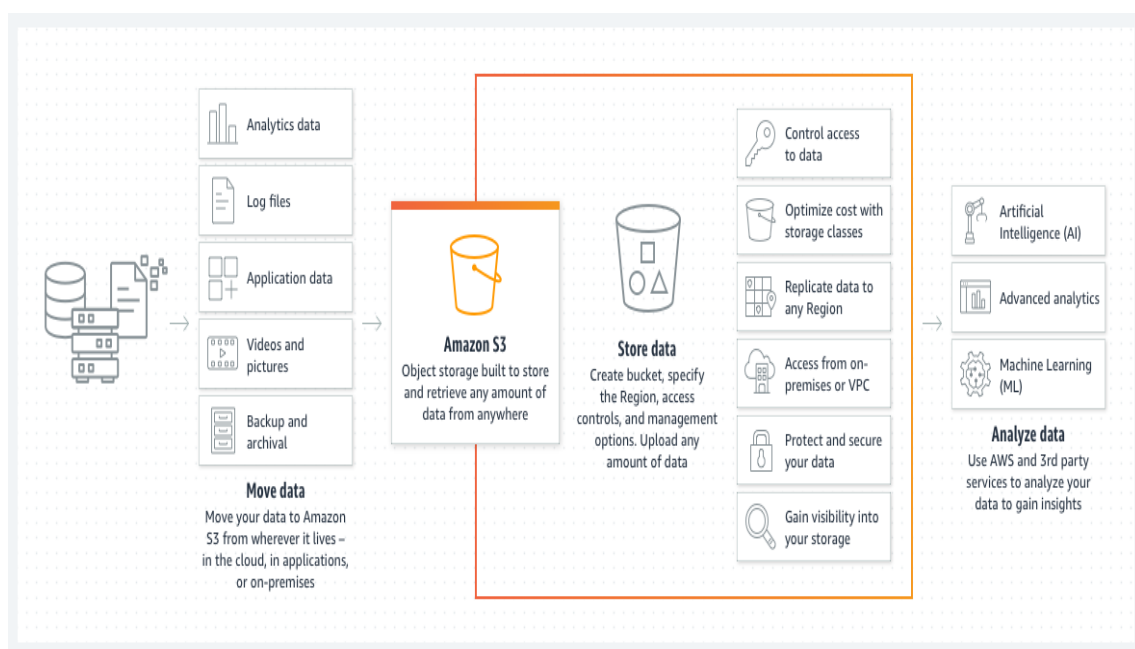 Analytics data
Log files
Application data
Videos and
pictures
Backup and
archival
Move data
Move your data to Amazon
S3 from wherever it lives –
in the cloud, in applications,
or on-premises
Amazon S3
Object storage built to store
and retrieve any amount of
data from anywhere
Store data
Create bucket, specify
the Region, access
controls, and management
options. Upload any
amount of data
Control access
to data
Optimize cost with
storage classes
Replicate data to
any Region
Access from on-
premises or VPC
Protect and secure
your data
Gain visibility into
your storage
Artificial
Intelligence (AI)
Advanced analytics
Machine Learning
(ML)
Analyze data
Use AWS and 3rd party
services to analyze your
data to gain insights